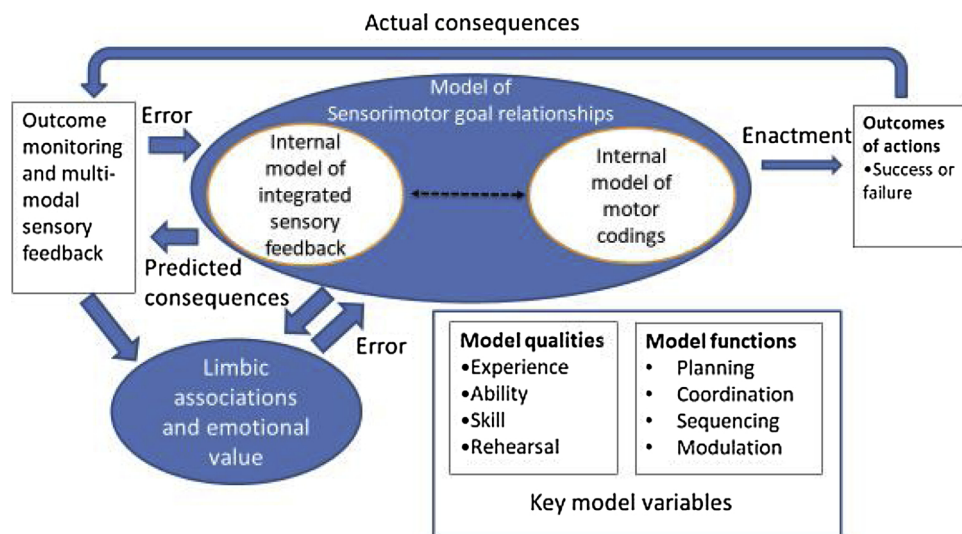 Actual consequences
Outcome
monitoring
and multi-
modal
sensory
feedback
Error
Model of
Sensorimotor goal relationships
Internal
model of
integrated
sensory
feedback
Internal
model of
motor
codings
Enactment
Outcomes
of actions
•Success or
failure
Predicted
consequences
Error
Limbic
associations
and emotional
value
Model qualities
•Experience
•Ability
•Skill
•Rehearsal
Model functions
• Planning
• Coordination
• Sequencing
• Modulation
Key model variables